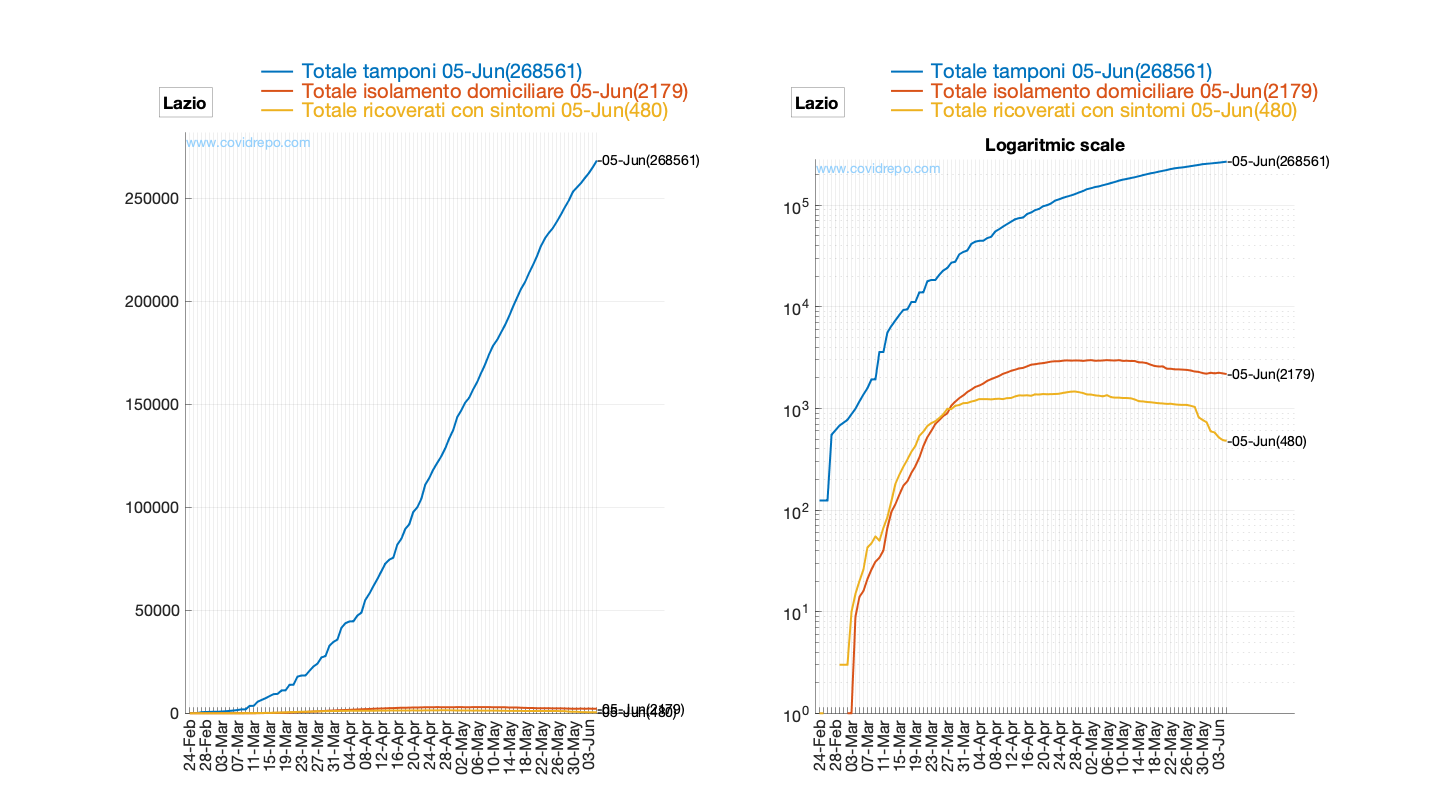 Totale tamponi 05-Jun(268561)
Totale isolamento domiciliare 05-Jun(2179)
Totale ricoverati con sintomi 05-Jun(480)
Lazio
www.covidrepo.com
-05-Jun(268561)
250000
200000
150000
100000
50000
0
-05-Jun(2179)
-05-Jun(480)
24-Feb
28-Feb
03-Mar
07-Mar
11-Mar
15-Mar
19-Mar
23-Mar
27-Mar
31-Mar
04-Apr
08-Apr
12-Apr
16-Apr
20-Apr
24-Apr
28-Apr
02-May
06-May
10-May
14-May
18-May
22-May
26-May
30-May
03-Jun
Totale tamponi 05-Jun(268561)
Totale isolamento domiciliare 05-Jun(2179)
Totale ricoverati con sintomi 05-Jun(480)
Lazio
Logaritmic scale
www.covidrepo.com
-05-Jun(268561)
10^5
10^4
-05-Jun(2179)
10^3
-05-Jun(480)
10^2
10^1
10^0
24-Feb
28-Feb
03-Mar
07-Mar
11-Mar
15-Mar
19-Mar
23-Mar
27-Mar
31-Mar
04-Apr
08-Apr
12-Apr
16-Apr
20-Apr
24-Apr
28-Apr
02-May
06-May
10-May
14-May
18-May
22-May
26-May
30-May
03-Jun